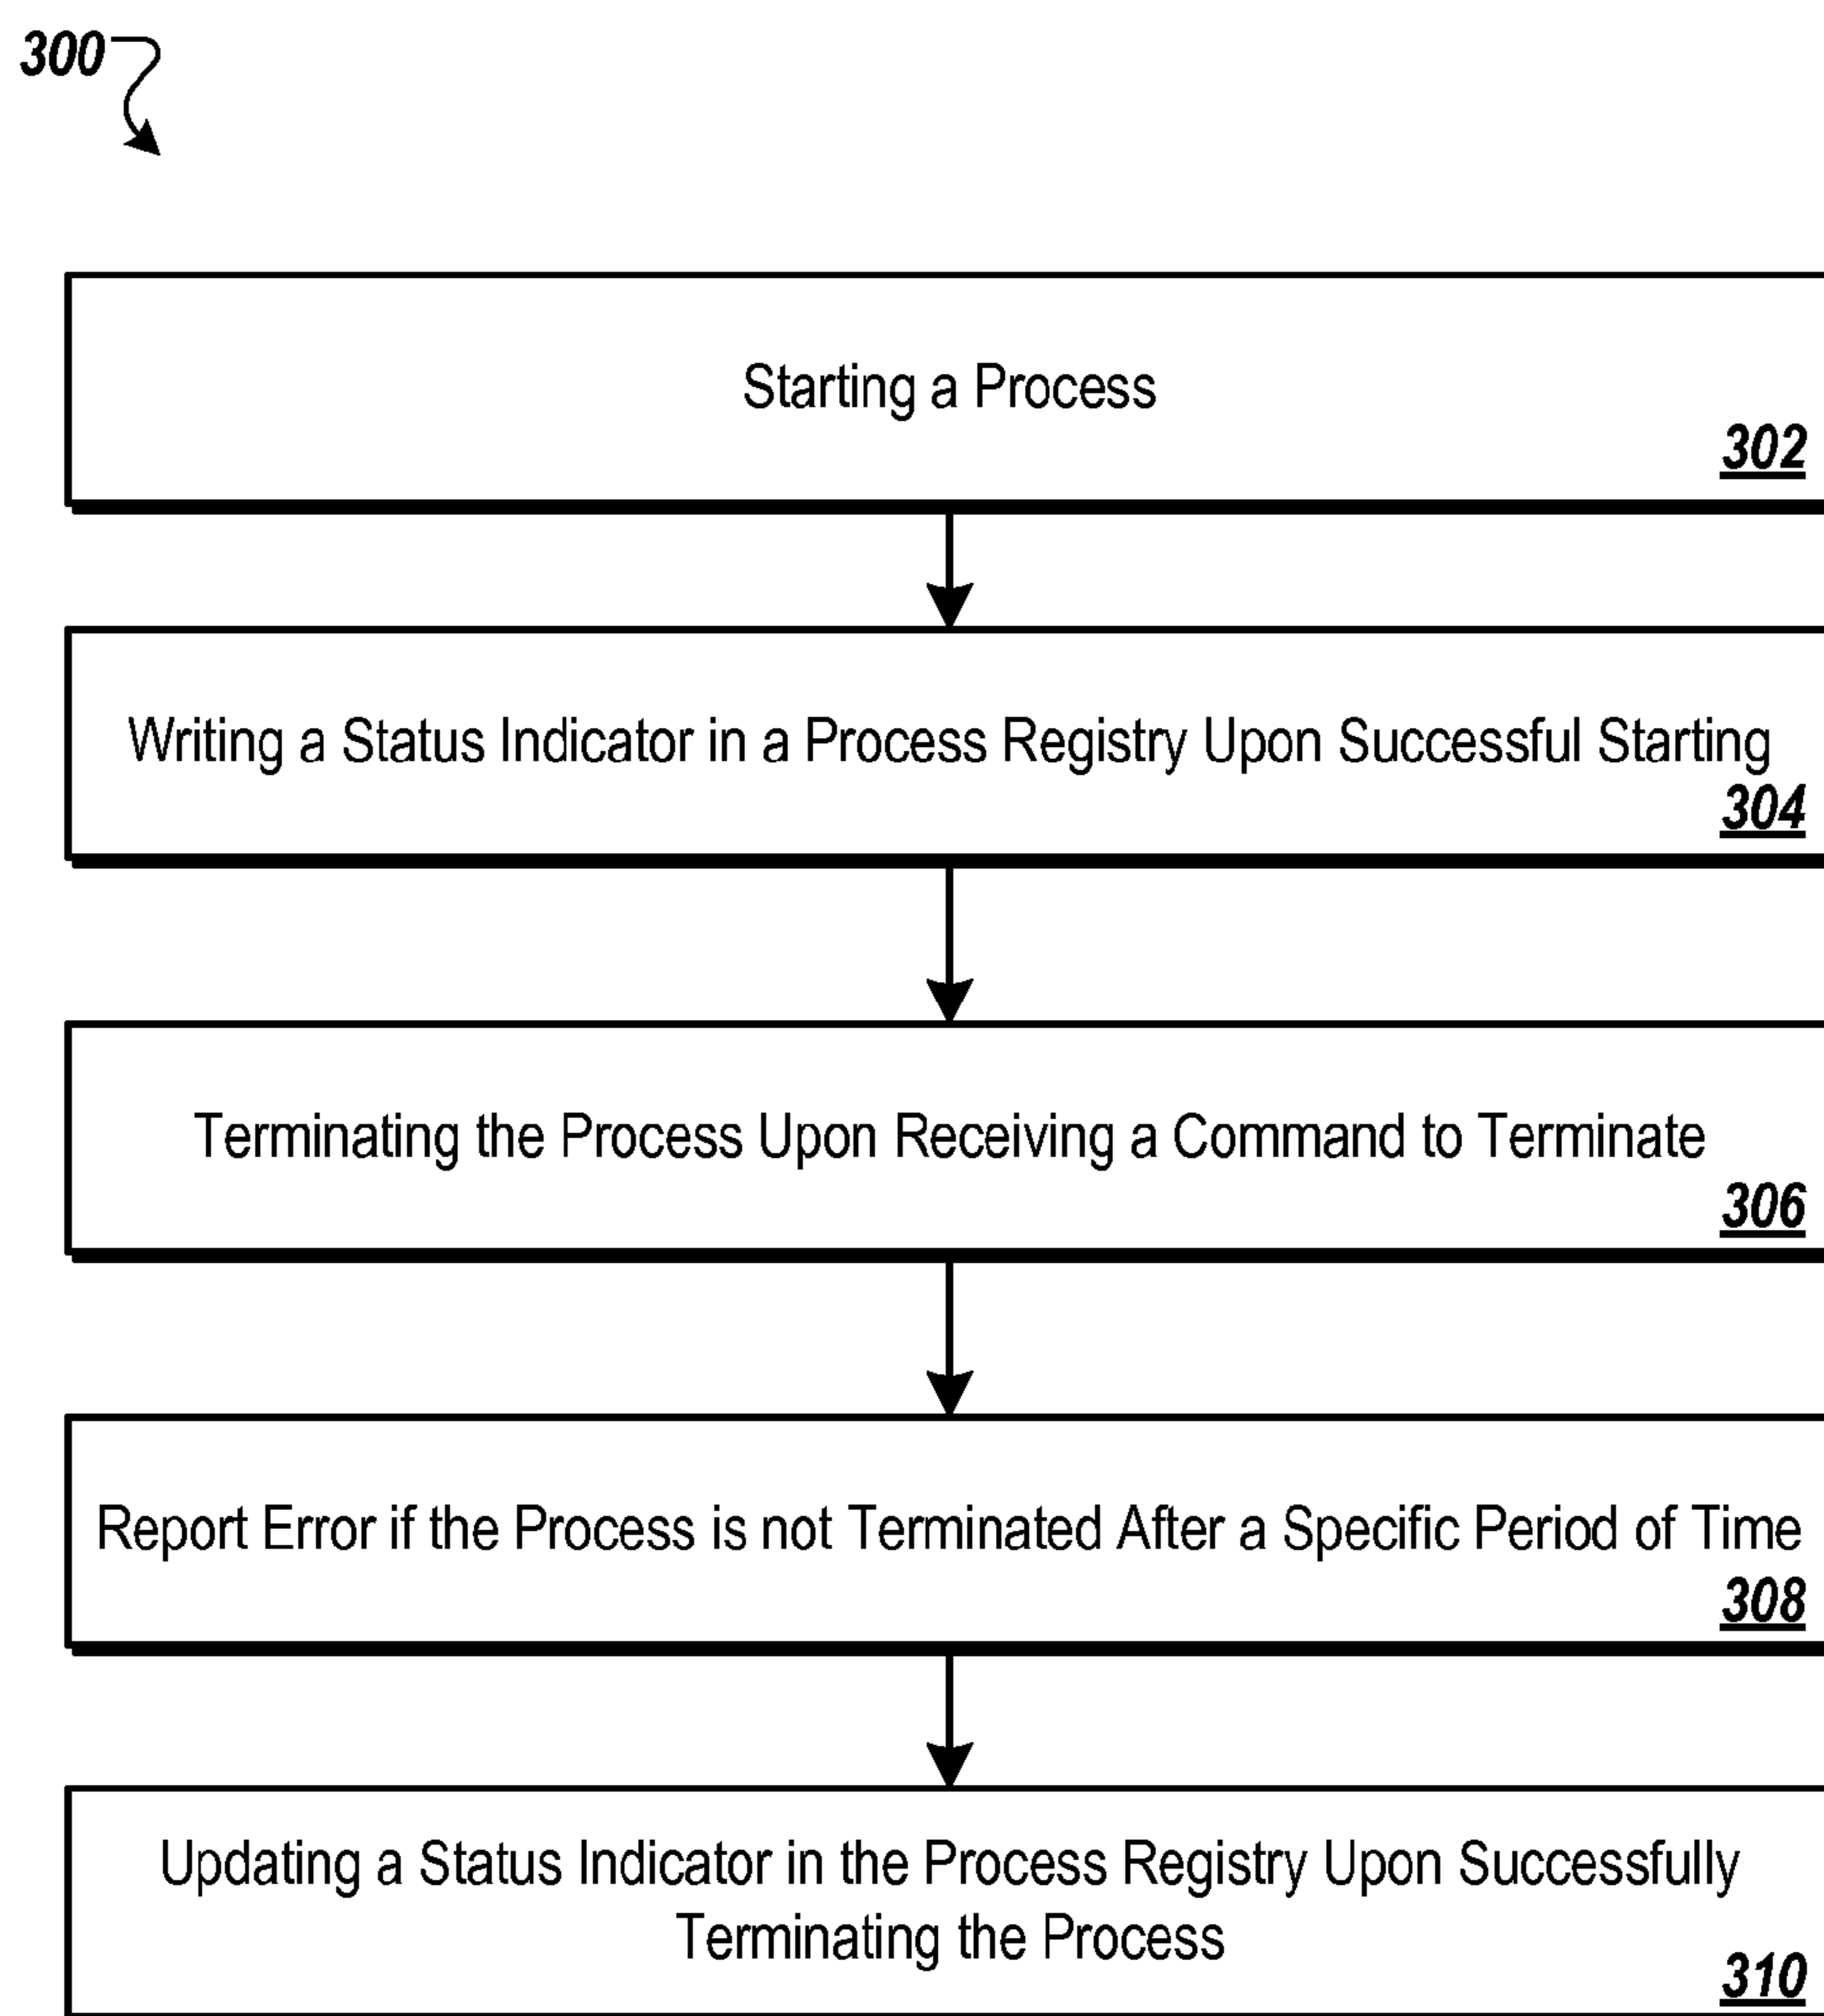 300
Starting a Process
302
Writing a Status Indicator in a Process Registry Upon Successful Starting
304
Terminating the Process Upon Receiving a Command to Terminate
306
Report Error if the Process is not Terminated After a Specific Period of Time
308
Updating a Status Indicator in the Process Registry Upon Successfully
Terminating the Process
310